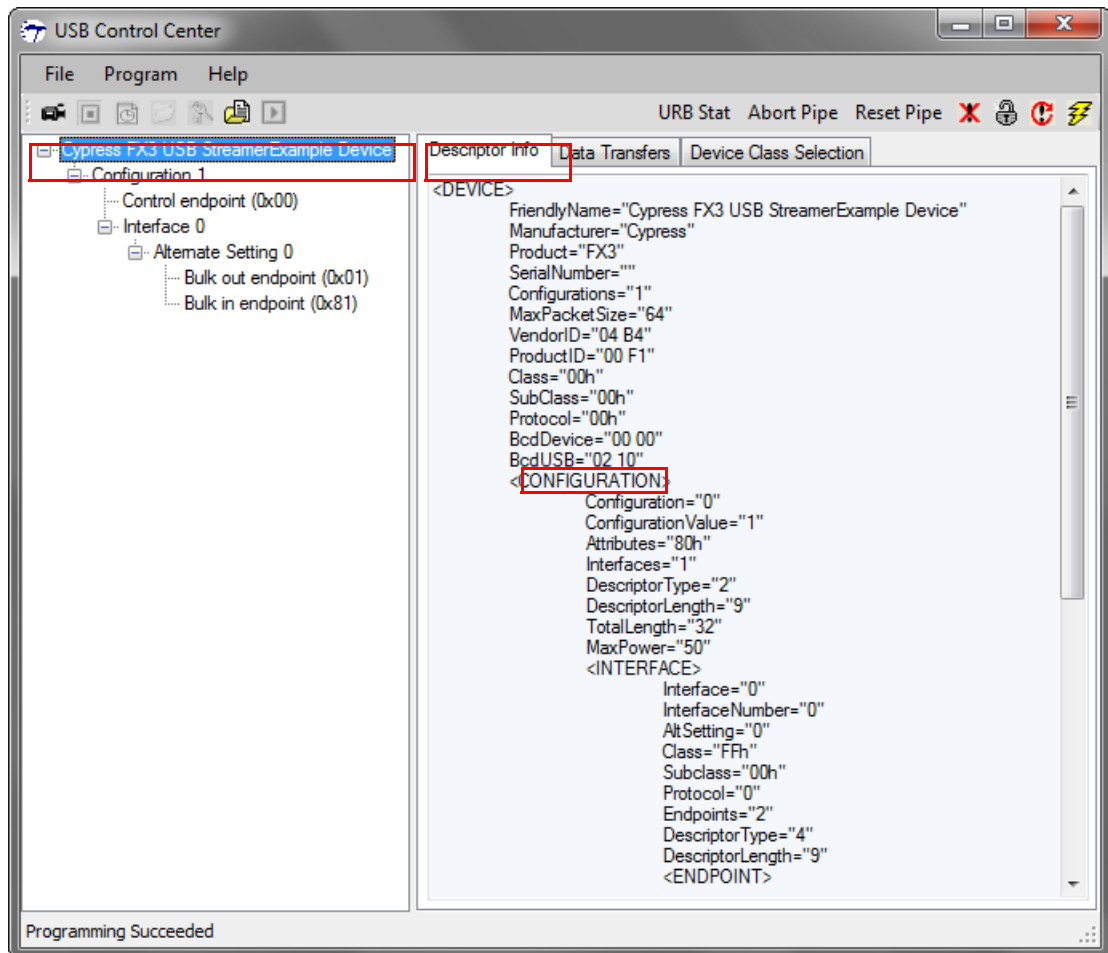 USB Control Center
File Program Help
URB Stat Abort Pipe Reset Pipe
Cypress FX3 USB StreamerExample Device
Configuration 1
Control endpoint (0x00)
Interface 0
Alternate Setting 0
Bulk out endpoint (0x01)
Bulk in endpoint (0x81)
Descriptor Info Data Transfers Device Class Selection
<DEVICE>
FriendlyName="Cypress FX3 USB StreamerExample Device"
Manufacturer="Cypress"
Product="FX3"
SerialNumber=""
Configurations="1"
MaxPacketSize="64"
VendorID="04 B4"
ProductID="00 F1"
Class="00h"
SubClass="00h"
Protocol="00h"
BcdDevice="00 00"
BcdUSB="02 10"
<CONFIGURATION>
Configuration="0"
ConfigurationValue="1"
Attributes="80h"
Interfaces="1"
DescriptorType="2"
DescriptorLength="9"
TotalLength="32"
MaxPower="50"
<INTERFACE>
Interface="0"
InterfaceNumber="0"
AltSetting="0"
Class="FFh"
Subclass="00h"
Protocol="0"
Endpoints="2"
DescriptorType="4"
DescriptorLength="9"
<ENDPOINT>
Programming Succeeded